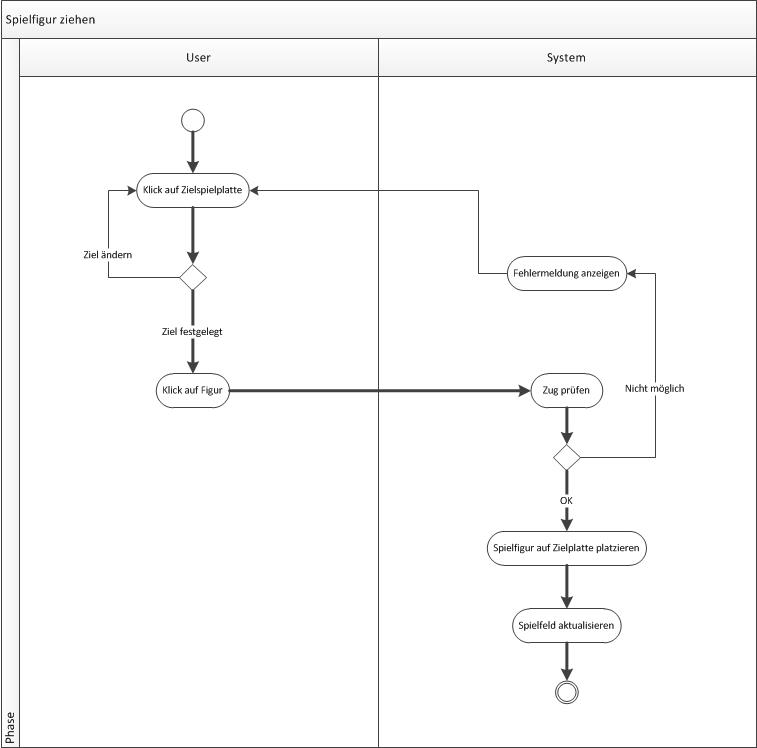 Spielfigur ziehen
User
System
Klick auf Zielspielplatte
Ziel ändern
Fehlermeldung anzeigen
Ziel festgelegt
Klick auf Figur
Zug prüfen
Nicht möglich
OK
Spielfigur auf Zielplatte platzieren
Spielfeld aktualisieren
Phase